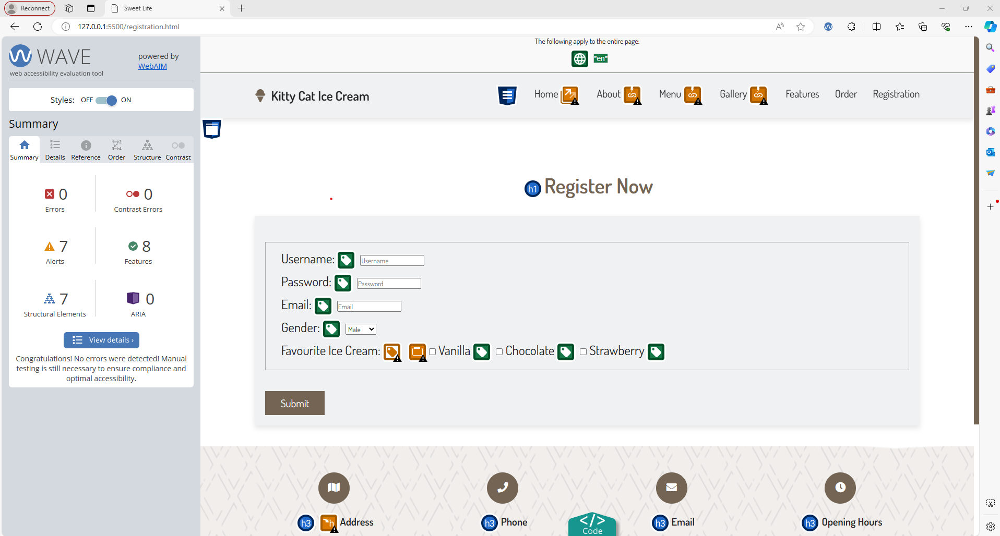 Reconnect
Sweet Life
127.0.0.1:5500/registration.html
WAVE
powered by
WebAIM
web accessibility evaluation tool
Styles: OFF ON
Summary
Summary Details Reference Order Structure Contrast
0 0
Errors Contrast Errors
7 8
Alerts Features
7 0
Structural Elements ARIA
View details ›
Congratulations! No errors were detected! Manual
testing is still necessary to ensure compliance and
optimal accessibility.
The following apply to the entire page:
*en*
Kitty Cat Ice Cream
Home About Menu Gallery Features Order Registration
h1 Register Now
Username: Username
Password: Password
Email: Email
Gender: Male
Favourite Ice Cream: Vanilla Chocolate Strawberry
Submit
h3 h Address h3 Phone h3 Email h3 Opening Hours
</>
Code